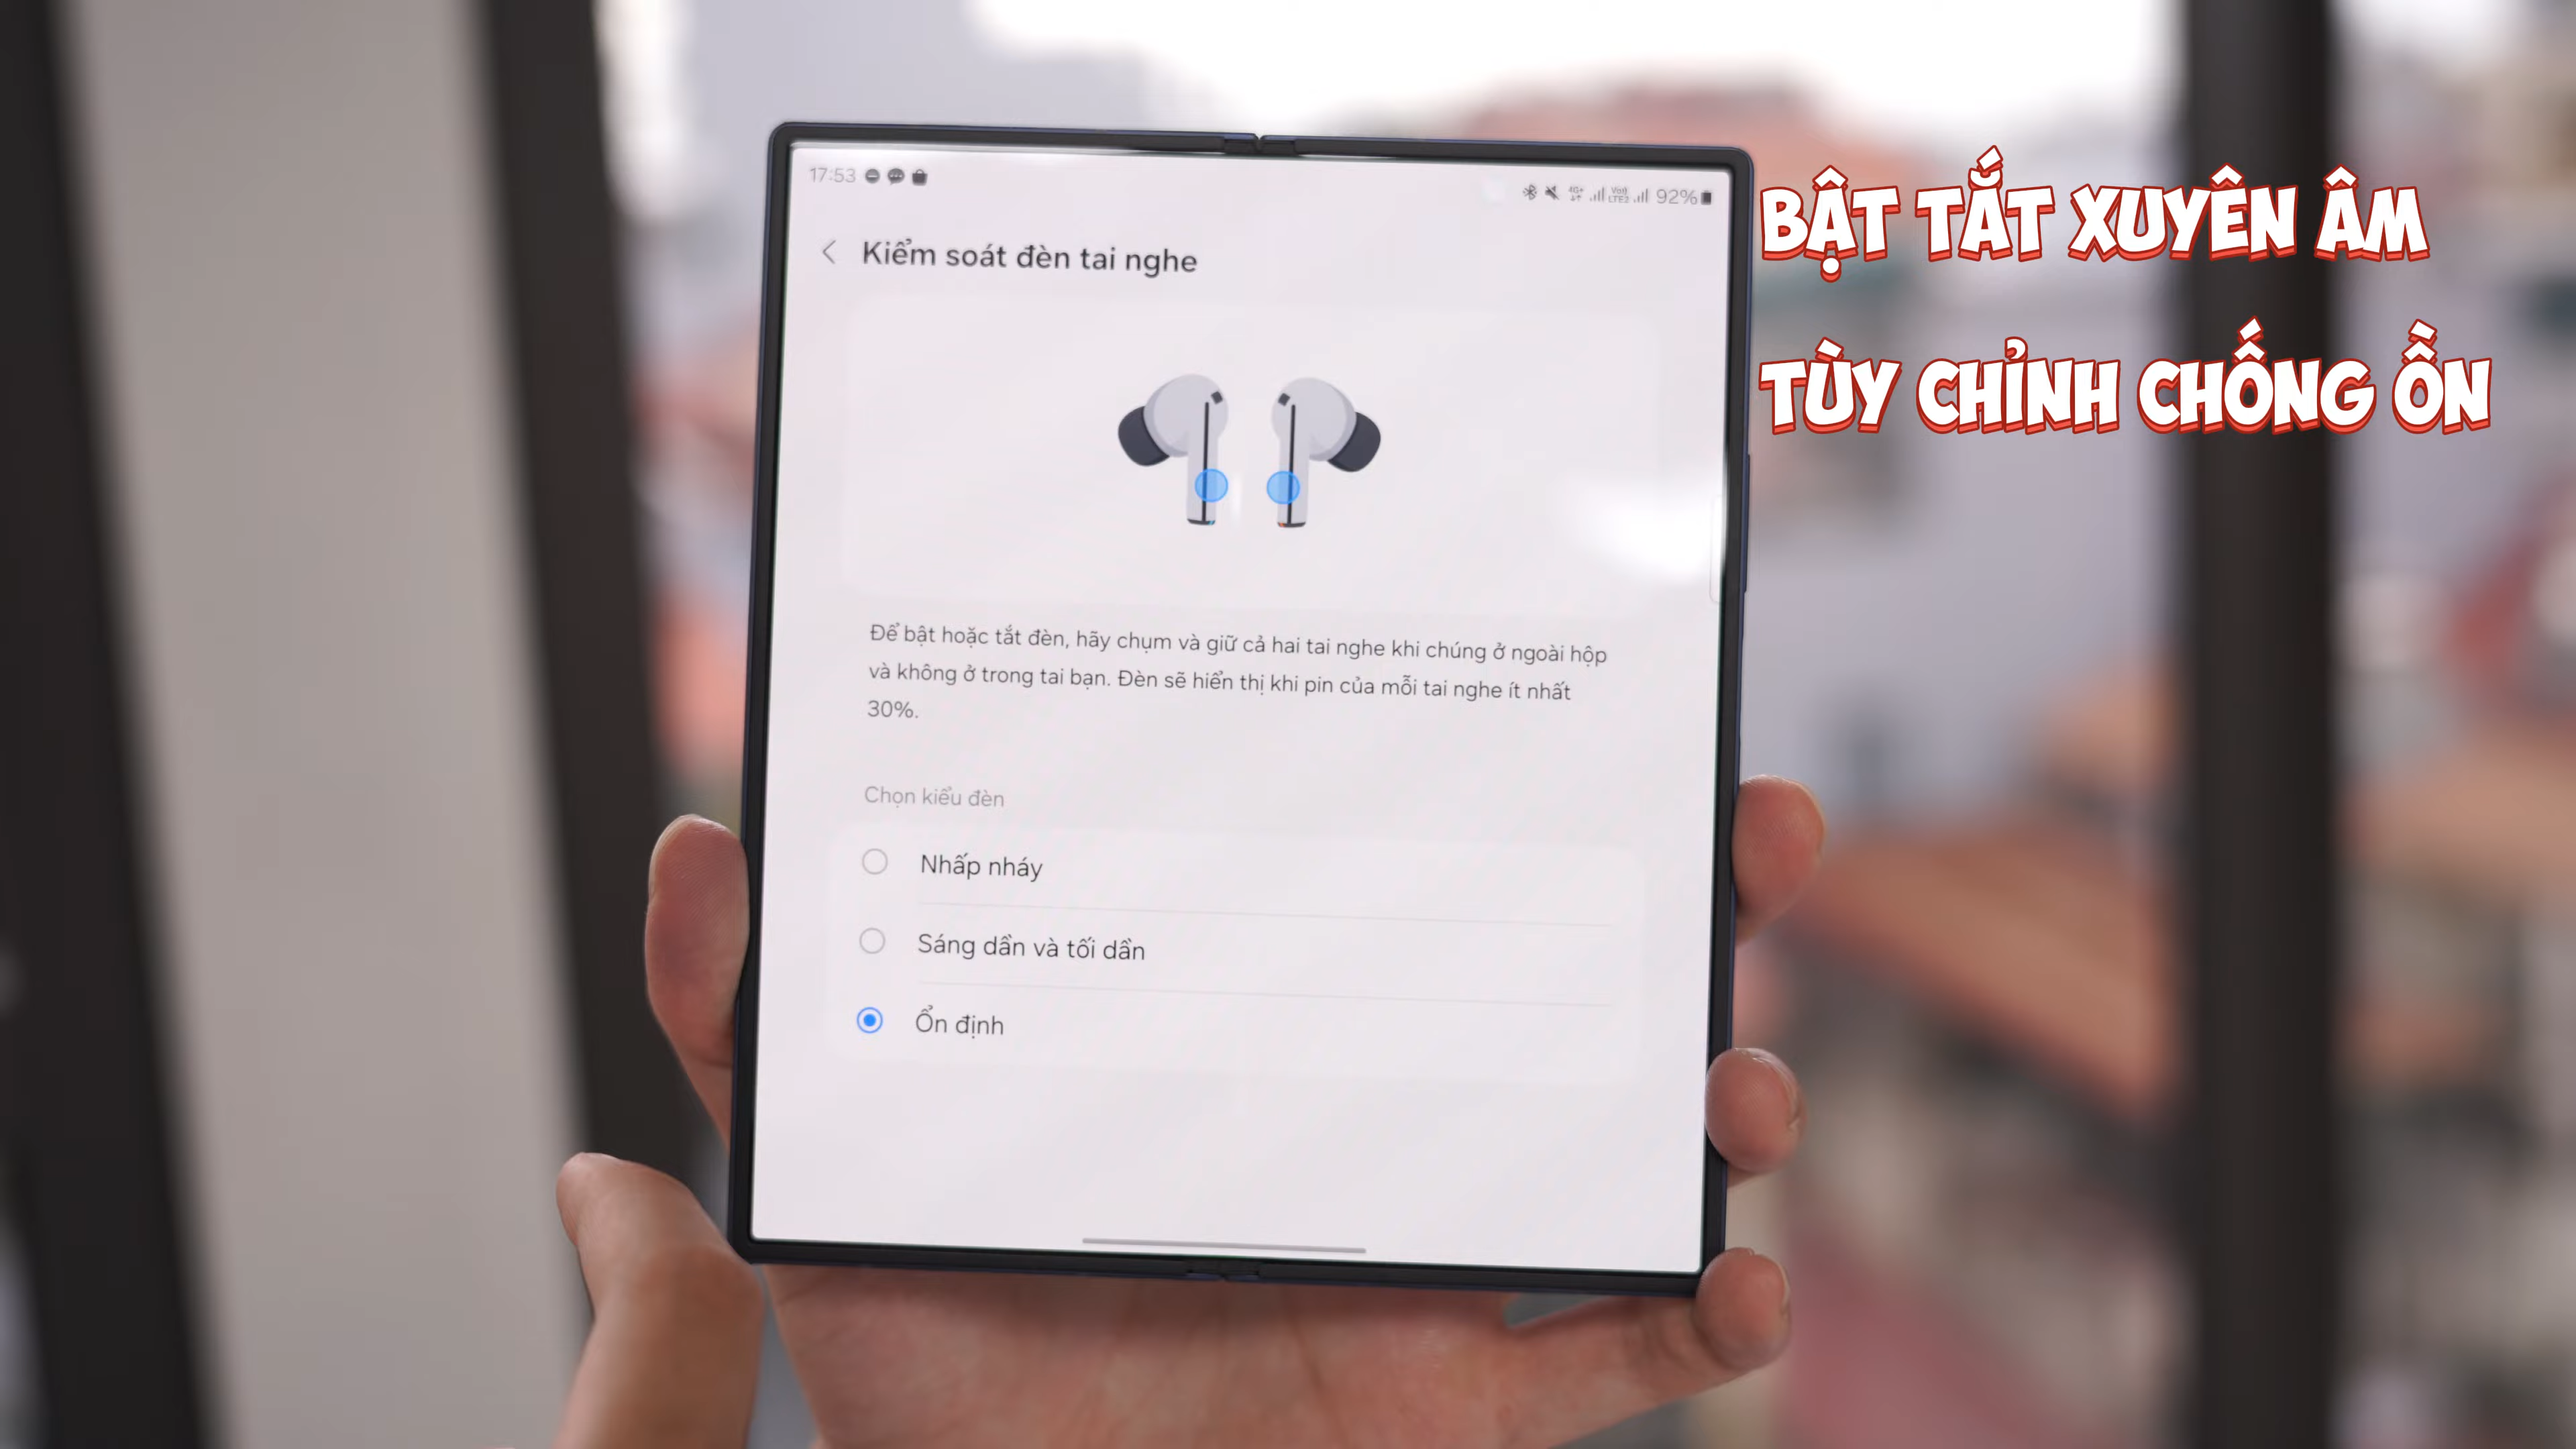 17:53
4G+ Vo) LTE2 92%
Kiểm soát đèn tai nghe
BẬT TẮT XUYÊN ÂM
TÙY CHỈNH CHỐNG ỒN
Để bật hoặc tắt đèn, hãy chụm và giữ cả hai tai nghe khi chúng ở ngoài hộp
và không ở trong tai bạn. Đèn sẽ hiển thị khi pin của mỗi tai nghe ít nhất
30%.
Chọn kiểu đèn
Nhấp nháy
Sáng dần và tối dần
Ổn định